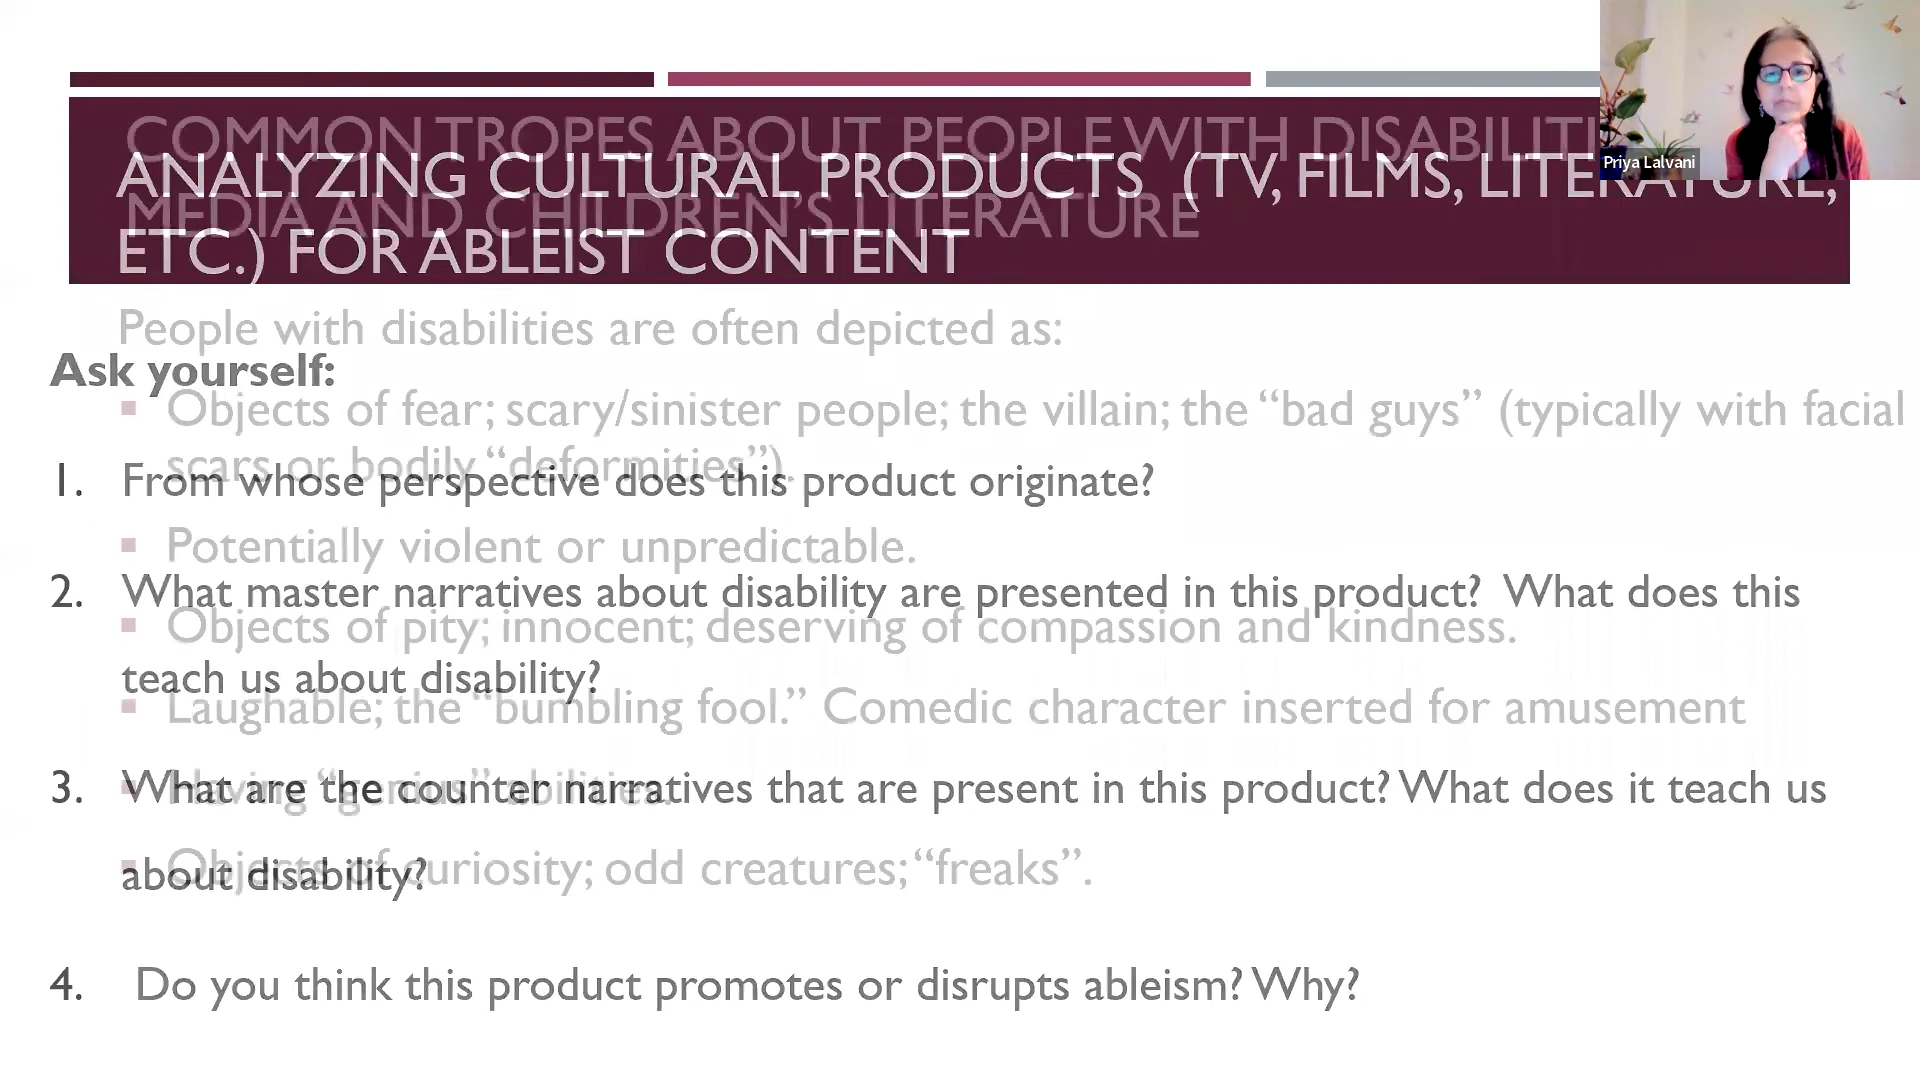 COMMON TROPES ABOUT PEOPLE WITH DISABILITI
MEDIA AND CHILDREN'S LITERATURE
ANALYZING CULTURAL PRODUCTS (TV, FILMS, LITERATURE,
ETC.) FOR ABLEIST CONTENT
Priya Lalvani
People with disabilities are often depicted as:
▪ Objects of fear; scary/sinister people; the villain; the “bad guys” (typically with facial
scars or bodily “deformities”).
▪ Potentially violent or unpredictable.
▪ Objects of pity; innocent; deserving of compassion and kindness.
▪ Laughable; the “bumbling fool.” Comedic character inserted for amusement
▪ Having “genius” abilities.
▪ Objects of curiosity; odd creatures; “freaks”.
Ask yourself:
1. From whose perspective does this product originate?
2. What master narratives about disability are presented in this product? What does this
teach us about disability?
3. What are the counter narratives that are present in this product? What does it teach us
about disability?
4. Do you think this product promotes or disrupts ableism? Why?